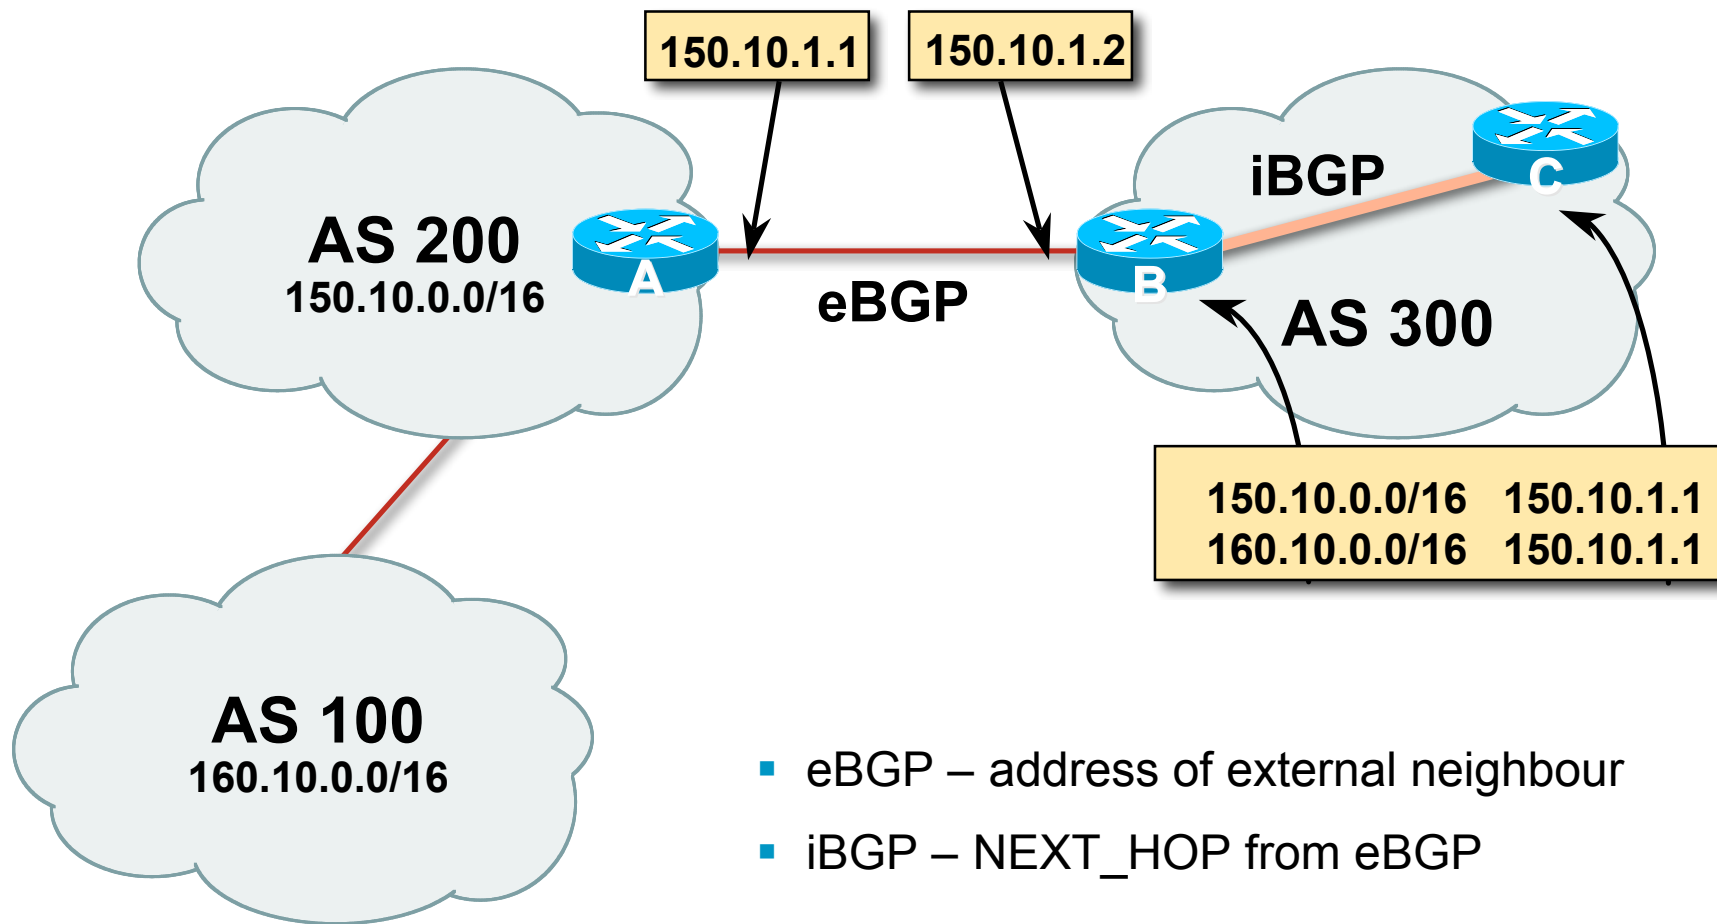 150.10.1.1
150.10.1.2
iBGP
C
AS 200
150.10.0.0/16
A
B
eBGP
AS 300
150.10.0.0/16 150.10.1.1
160.10.0.0/16 150.10.1.1
AS 100
160.10.0.0/16
▪ eBGP – address of external neighbour
▪ iBGP – NEXT_HOP from eBGP